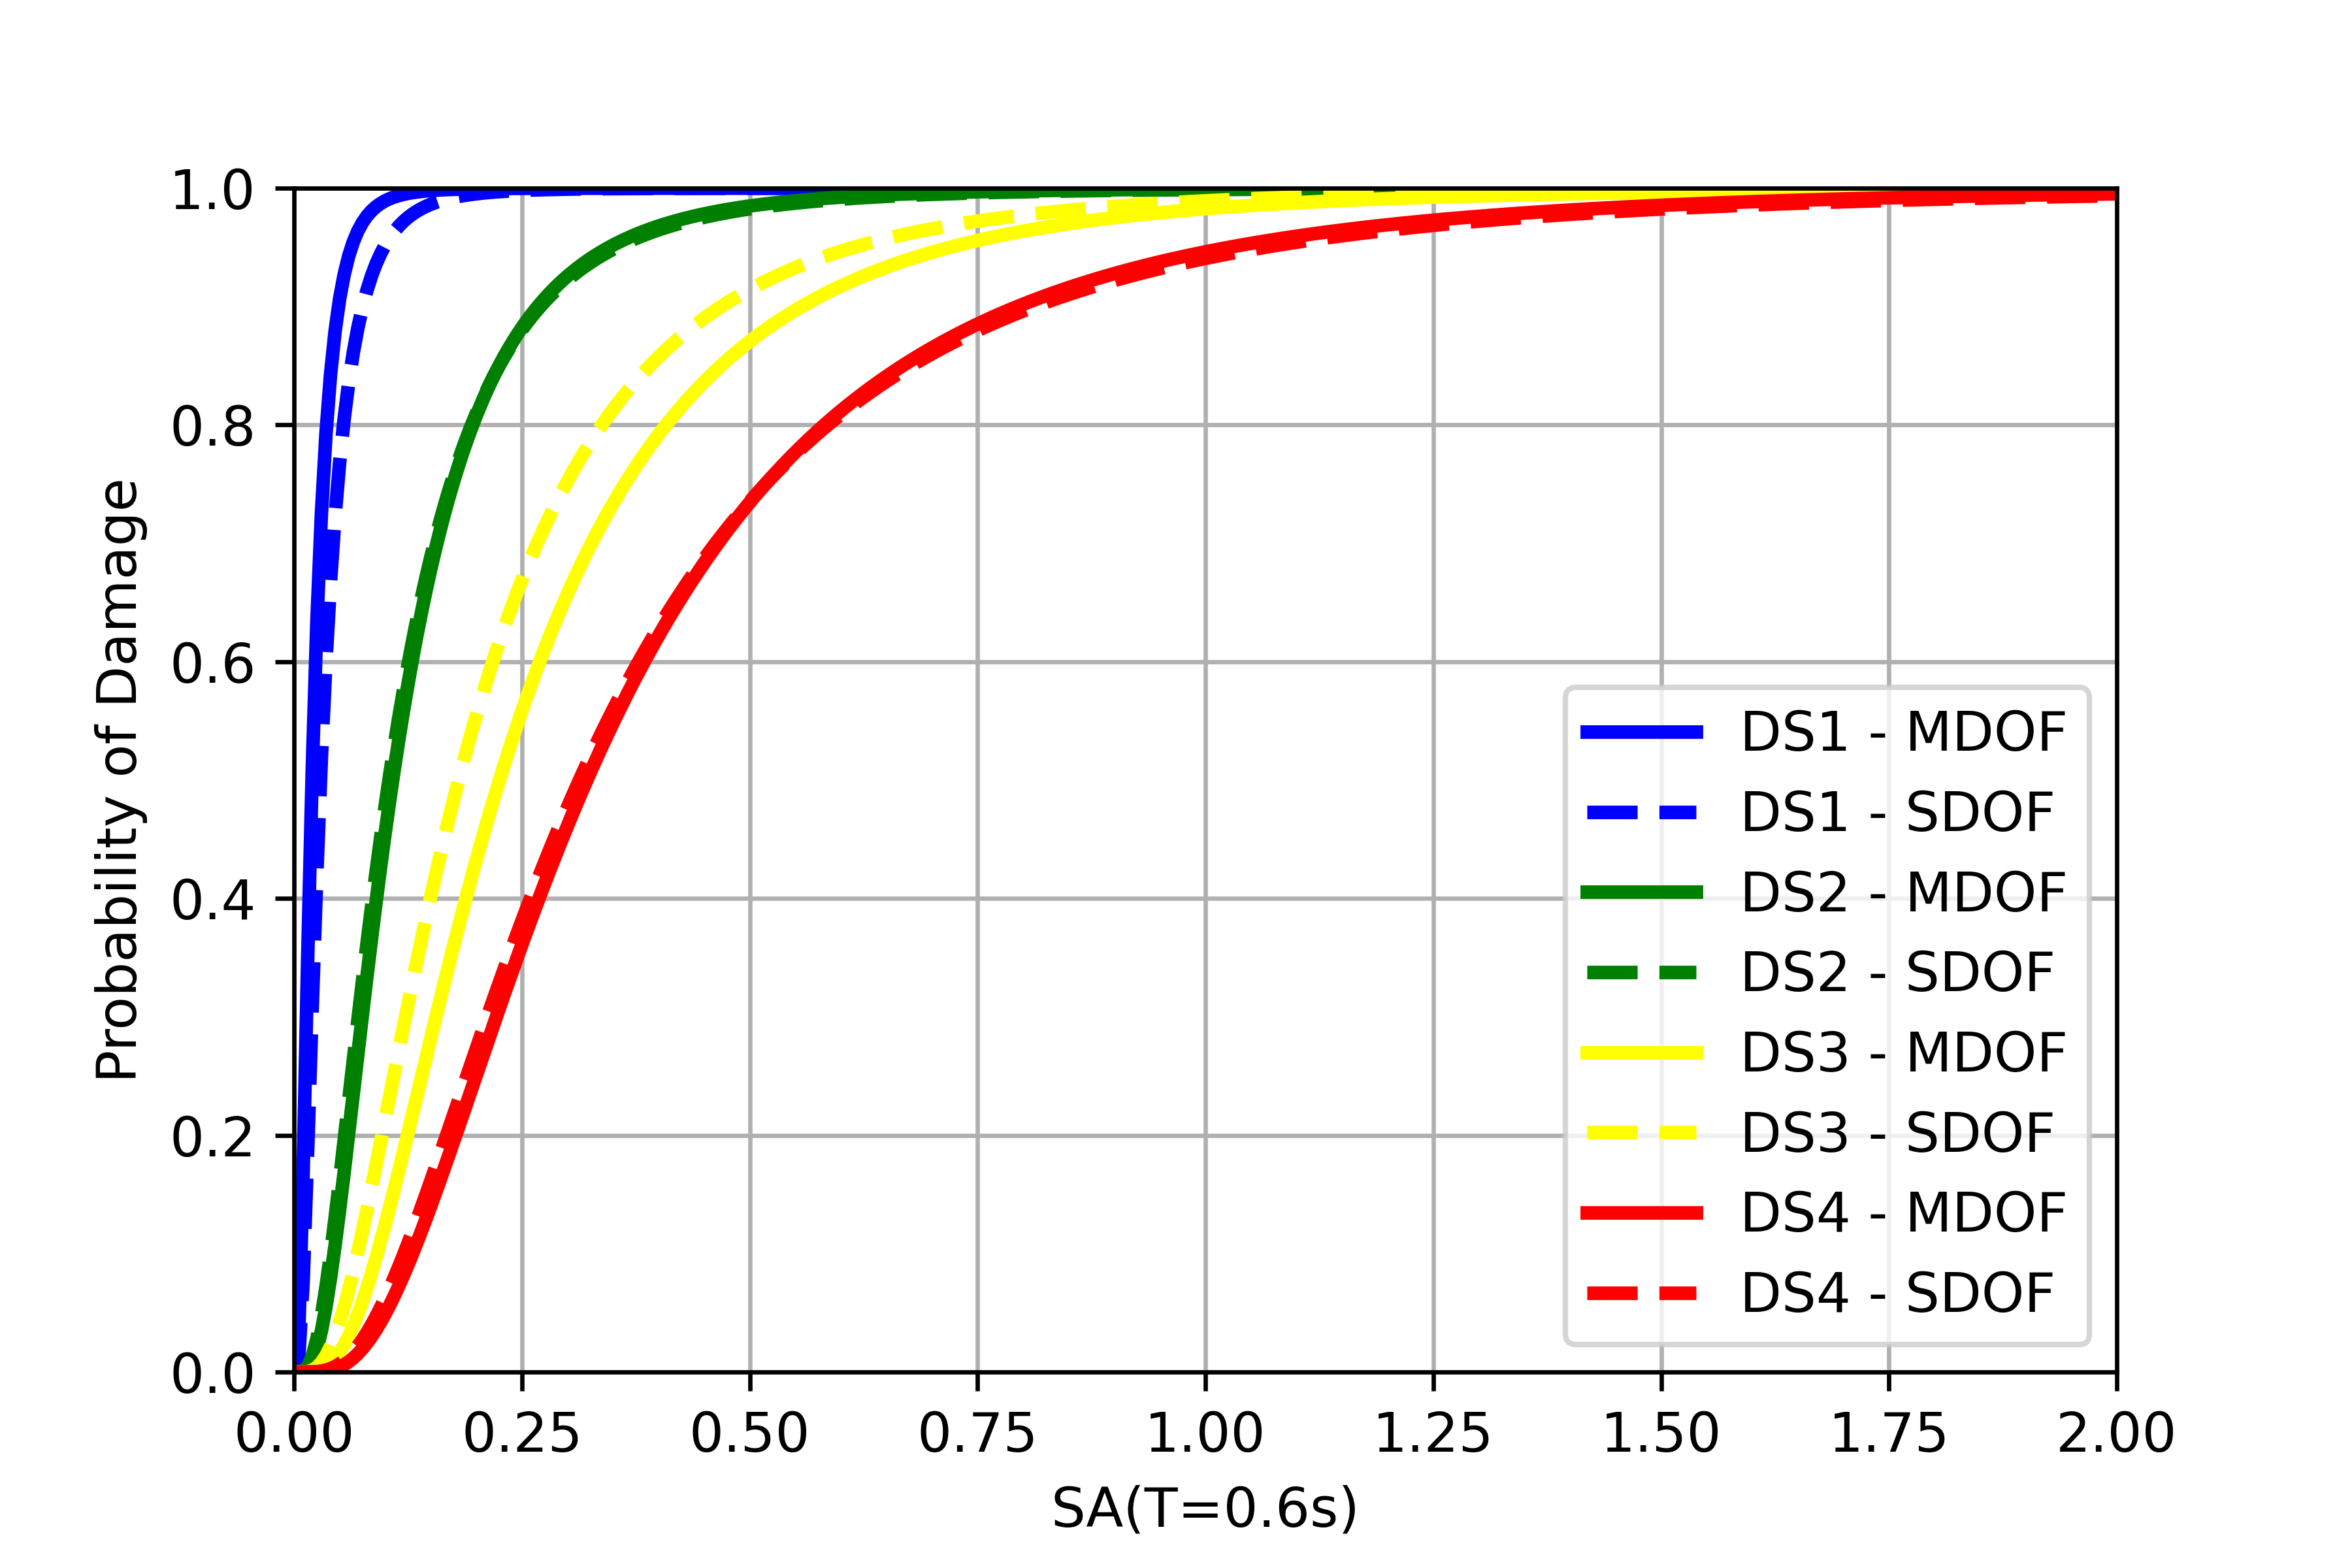 1.0
0.8
0.6
0.4
0.2
0.0
Probability of Damage
0.00 0.25 0.50 0.75 1.00 1.25 1.50 1.75 2.00
SA(T=0.6s)
DS1 - MDOF
DS1 - SDOF
DS2 - MDOF
DS2 - SDOF
DS3 - MDOF
DS3 - SDOF
DS4 - MDOF
DS4 - SDOF